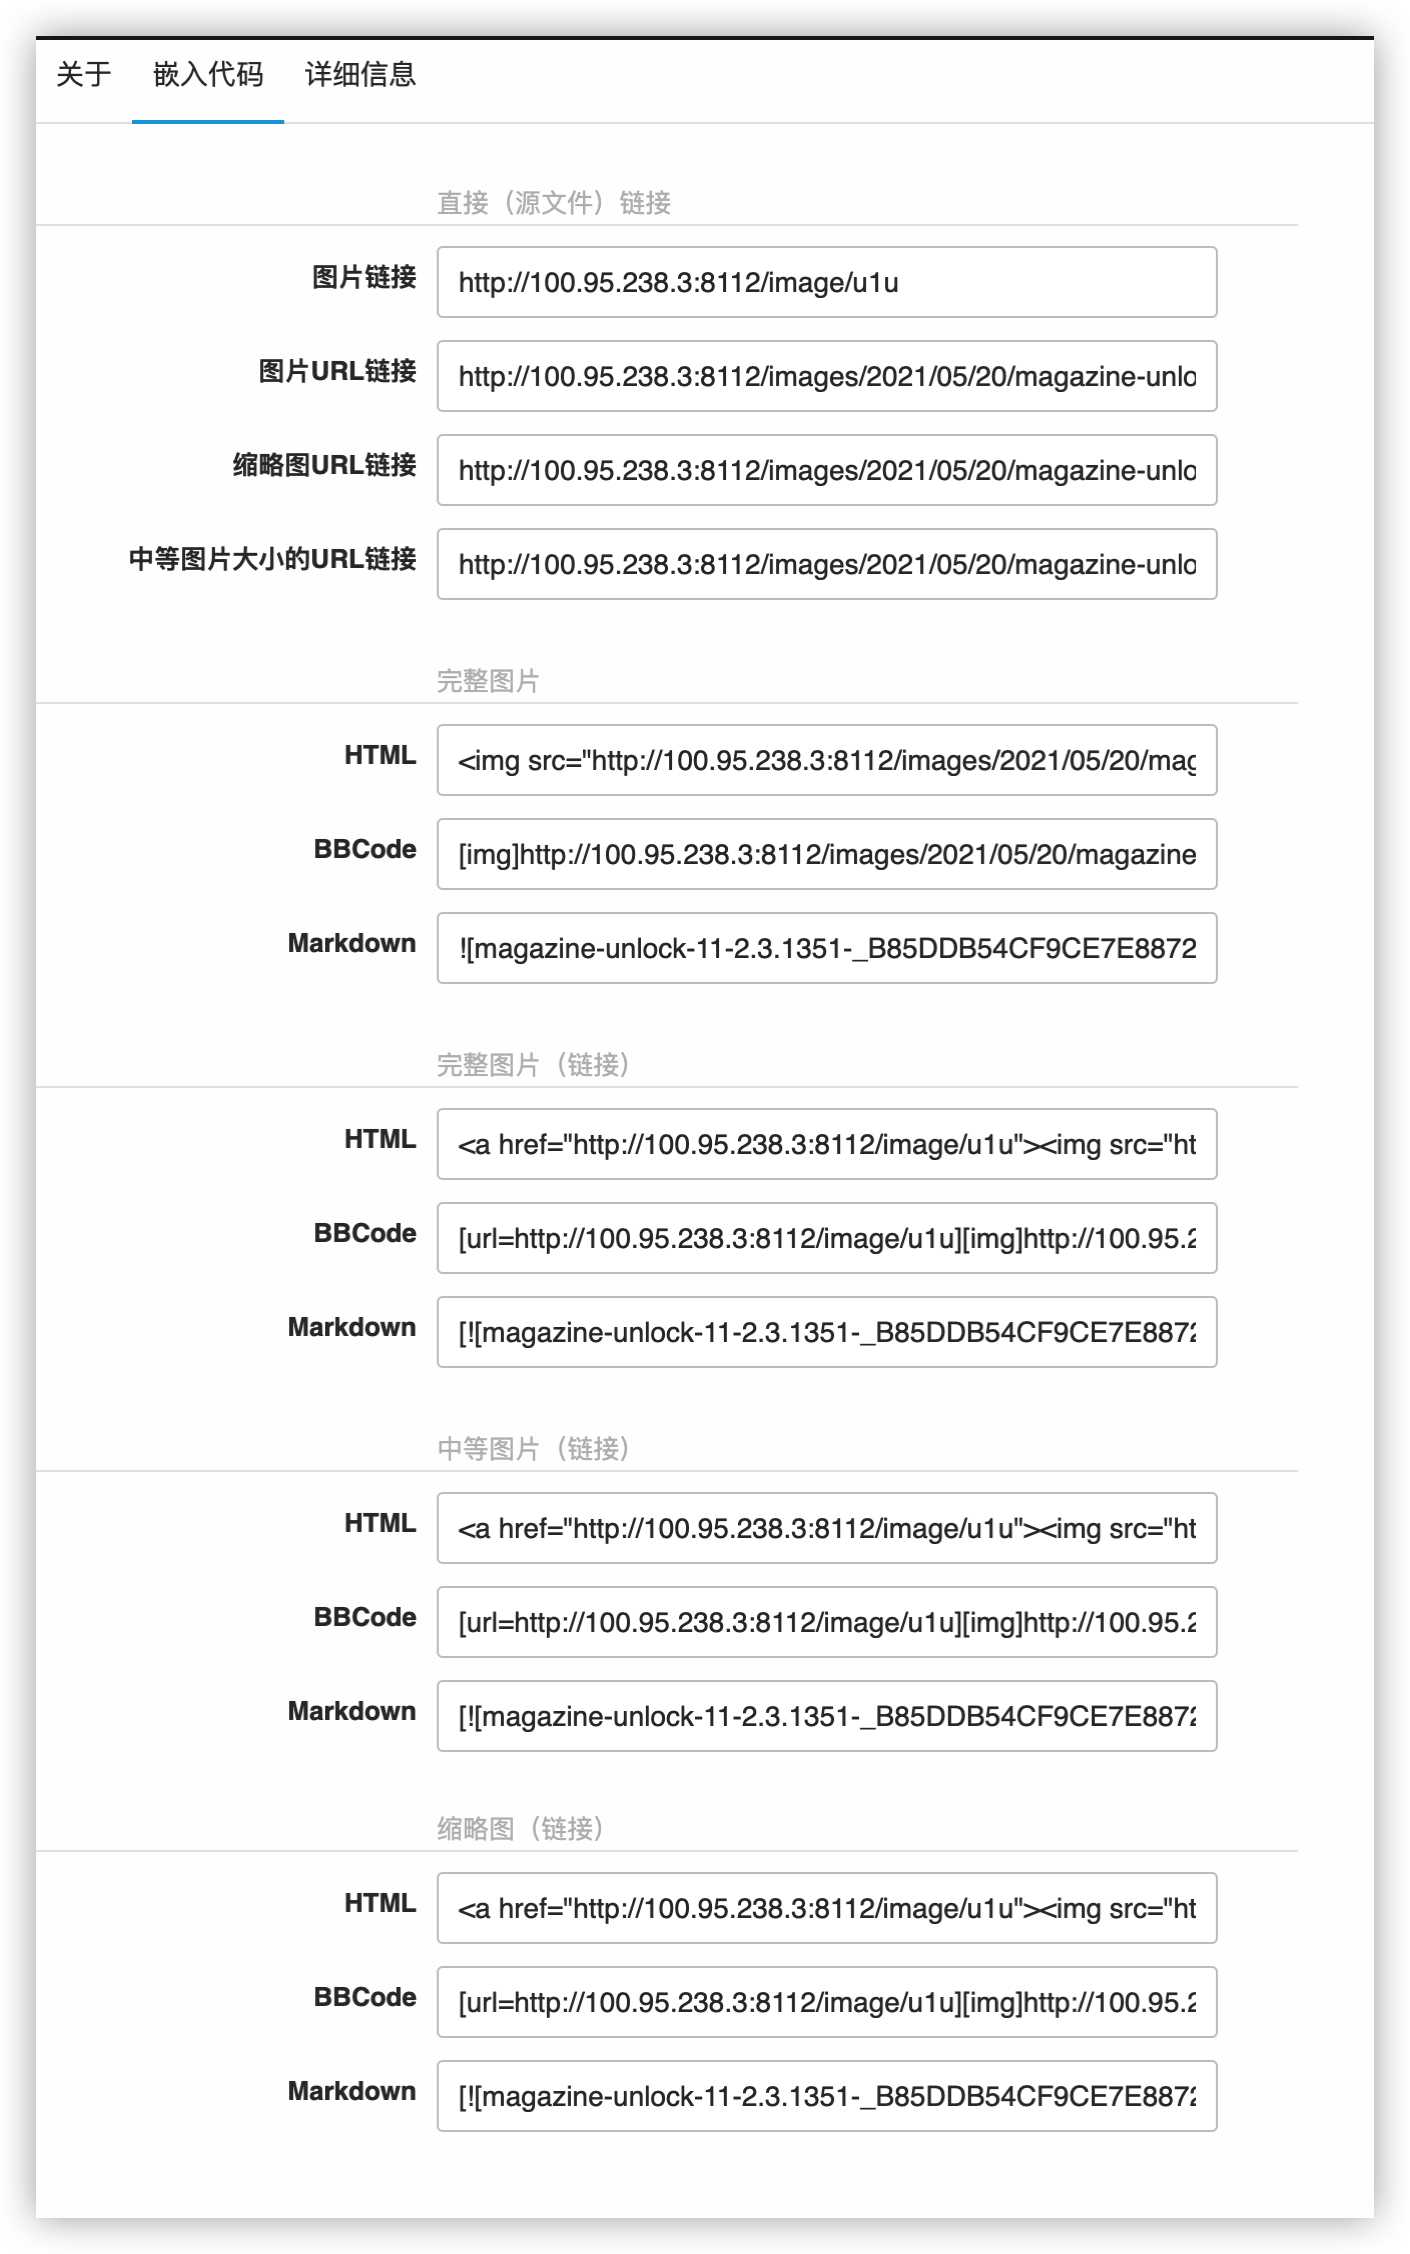 关于 嵌入代码 详细信息
直接（源文件）链接
图片链接 http://100.95.238.3:8112/image/u1u
图片URL链接 http://100.95.238.3:8112/images/2021/05/20/magazine-unlo
缩略图URL链接 http://100.95.238.3:8112/images/2021/05/20/magazine-unlo
中等图片大小的URL链接 http://100.95.238.3:8112/images/2021/05/20/magazine-unlo
完整图片
HTML <img src="http://100.95.238.3:8112/images/2021/05/20/mag
BBCode [img]http://100.95.238.3:8112/images/2021/05/20/magazine
Markdown ![magazine-unlock-11-2.3.1351-_B85DDB54CF9CE7E8872
完整图片（链接）
HTML <a href="http://100.95.238.3:8112/image/u1u"><img src="ht
BBCode [url=http://100.95.238.3:8112/image/u1u][img]http://100.95.2
Markdown [![magazine-unlock-11-2.3.1351-_B85DDB54CF9CE7E8872
中等图片（链接）
HTML <a href="http://100.95.238.3:8112/image/u1u"><img src="ht
BBCode [url=http://100.95.238.3:8112/image/u1u][img]http://100.95.2
Markdown [![magazine-unlock-11-2.3.1351-_B85DDB54CF9CE7E8872
缩略图（链接）
HTML <a href="http://100.95.238.3:8112/image/u1u"><img src="ht
BBCode [url=http://100.95.238.3:8112/image/u1u][img]http://100.95.2
Markdown [![magazine-unlock-11-2.3.1351-_B85DDB54CF9CE7E8872